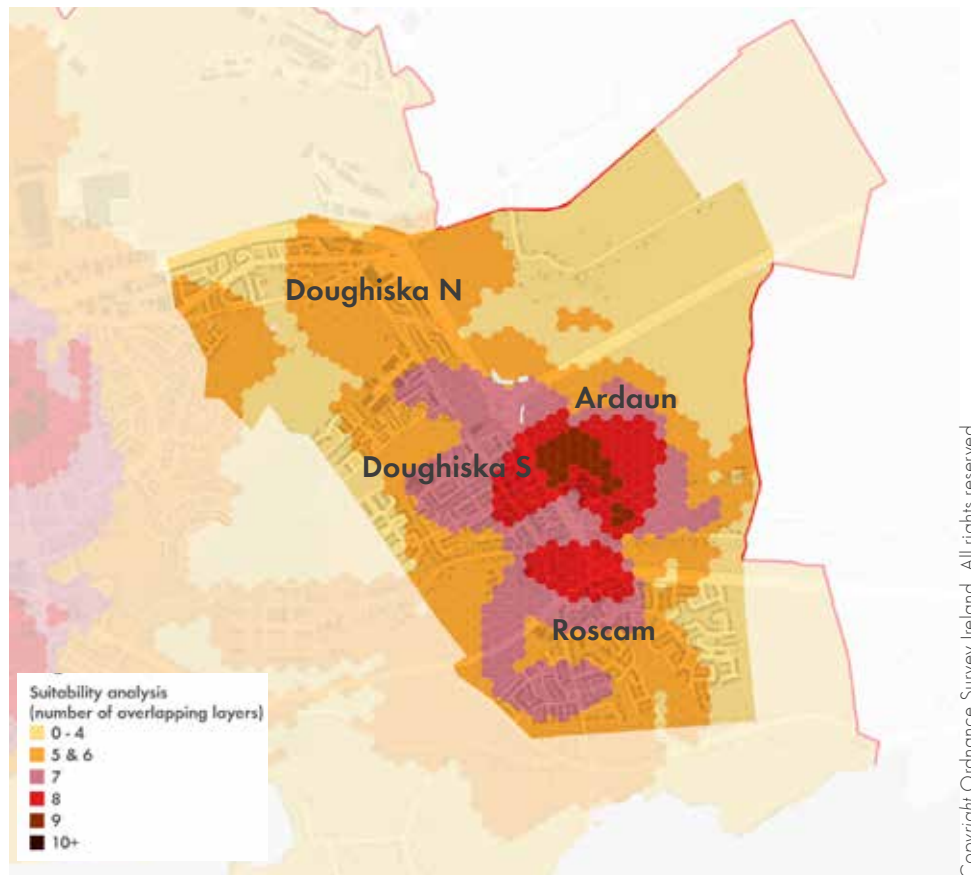 Doughiska N
Ardaun
Doughiska S
Roscam
Suitability analysis
(number of overlapping layers)
0 - 4
5 & 6
7
8
9
10+
Copyright Ordnance Survey Ireland. All rights reserved